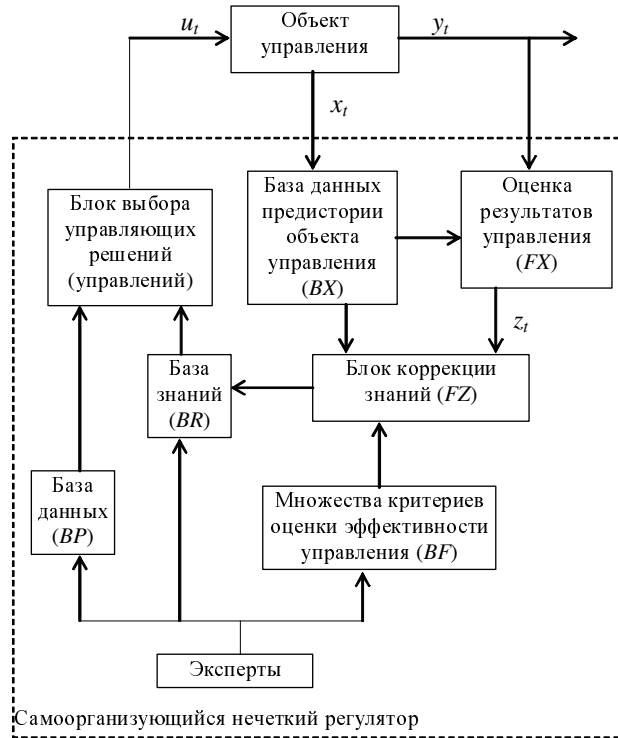 u_t
Объект
управления
y_t
x_t
Блок выбора
управляющих
решений
(управлений)
База данных
предистории
объекта
управления
(BX)
Оценка
результатов
управления
(FX)
z_t
База
знаний
(BR)
Блок коррекции
знаний (FZ)
База
данных
(BP)
Множества критериев
оценки эффективности
управления (BF)
Эксперты
Самоорганизующийся нечеткий регулятор